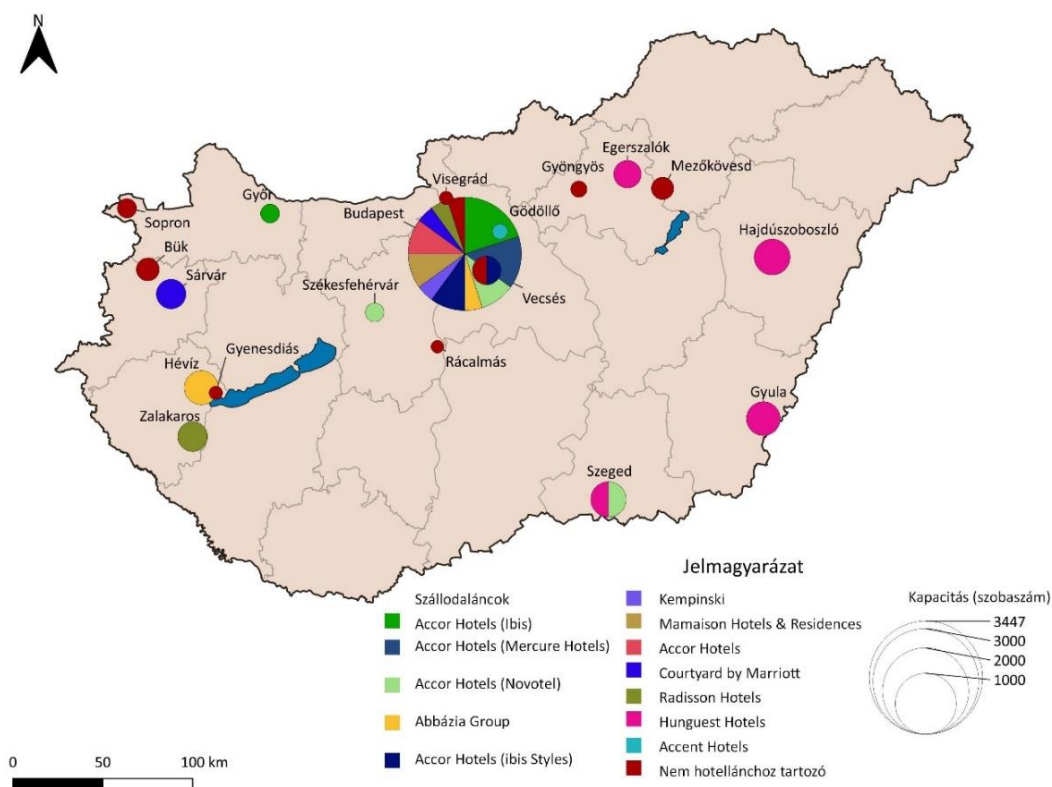 N
Egerszalók
Gyöngyös
Mezőkövesd
Visegrád
Győr
Budapest
Gödöllő
Sopron
Hajdúszoboszló
Bük
Sárvár
Székesfehérvár
Vecsés
Rácalmás
Hévíz
Gyenesdiás
Zalakaros
Gyula
Szeged
Jelmagyarázat
Szállodaláncok
Accor Hotels (Ibis)
Accor Hotels (Mercure Hotels)
Accor Hotels (Novotel)
Abbázia Group
Accor Hotels (ibis Styles)
Kempinski
Mamaison Hotels & Residences
Accor Hotels
Courtyard by Marriott
Radisson Hotels
Hunguest Hotels
Accent Hotels
Nem hotellánchoz tartozó
Kapacitás (szobaszám)
3447
3000
2000
1000
0 50 100 km